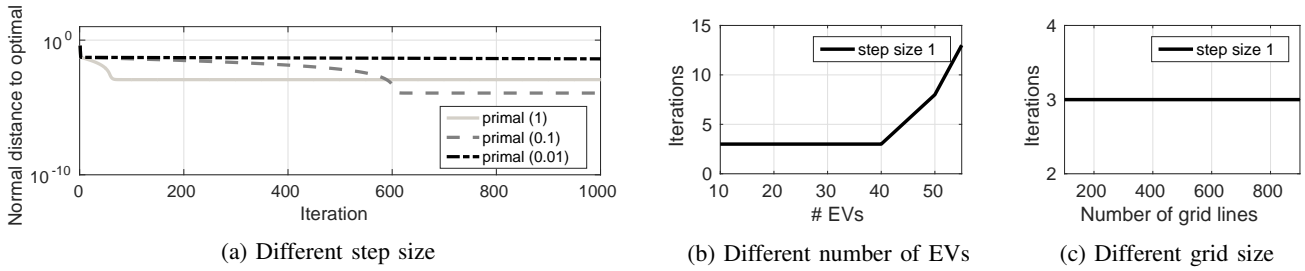 Normal distance to optimal
10^0
10^-10
0 200 400 600 800 1000
Iteration
primal (1)
primal (0.1)
primal (0.01)
(a) Different step size
Iterations
15
10
5
0
10 20 30 40 50
# EVs
step size 1
(b) Different number of EVs
Iterations
4
3
2
200 400 600 800
Number of grid lines
step size 1
(c) Different grid size